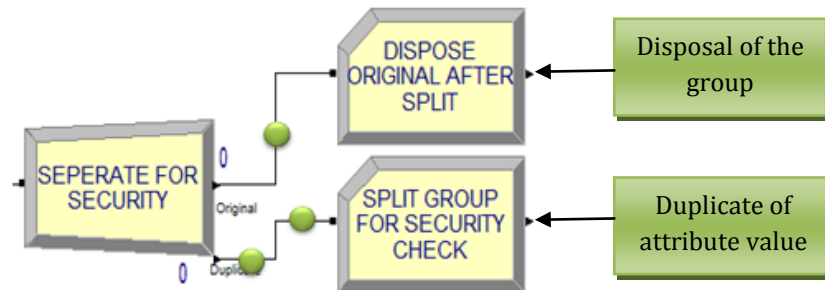 SEPERATE FOR
SECURITY
0
Original
0
Duplicate
DISPOSE
ORIGINAL AFTER
SPLIT
SPLIT GROUP
FOR SECURITY
CHECK
Disposal of the
group
Duplicate of
attribute value